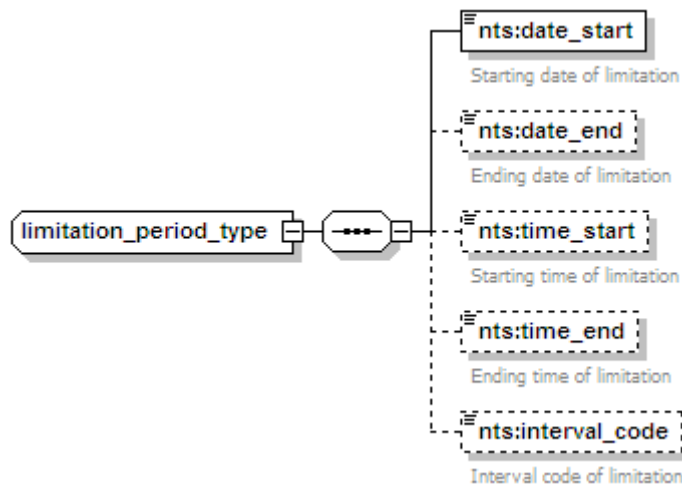 nts:date_start
Starting date of limitation
nts:date_end
Ending date of limitation
limitation_period_type
nts:time_start
Starting time of limitation
nts:time_end
Ending time of limitation
nts:interval_code
Interval code of limitation